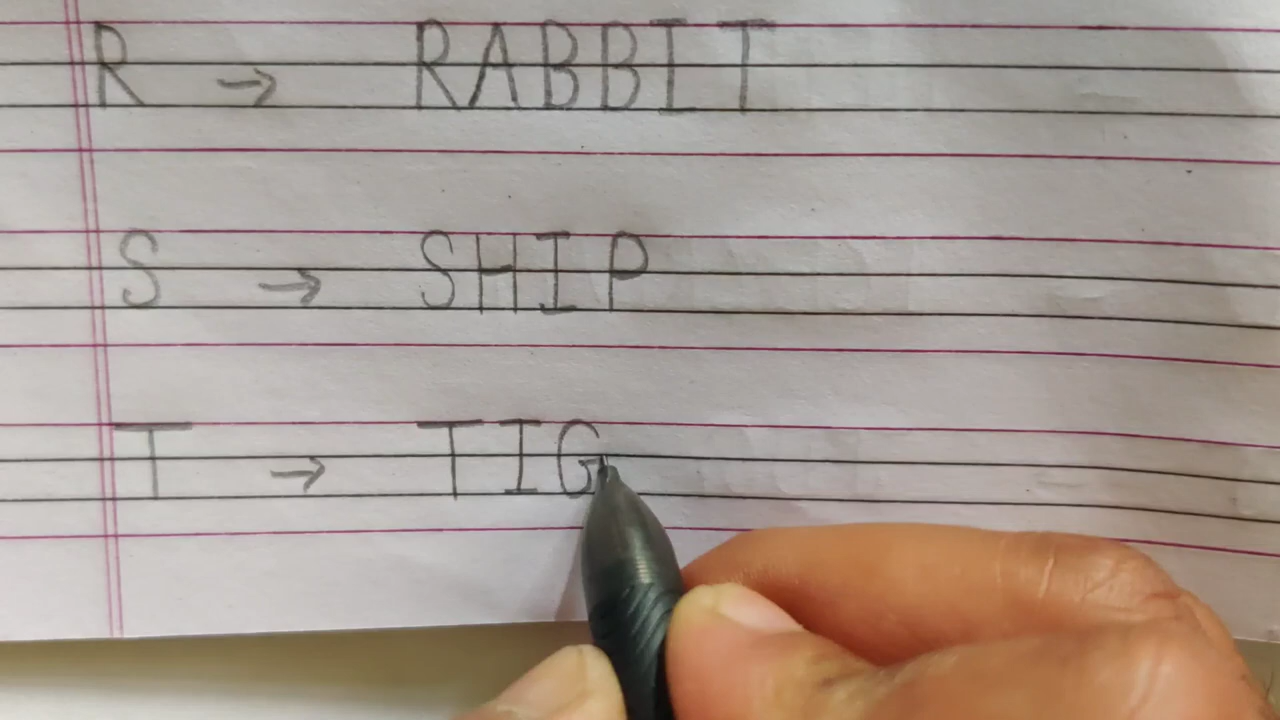 R → RABBIT
S → SHIP
T → TIG